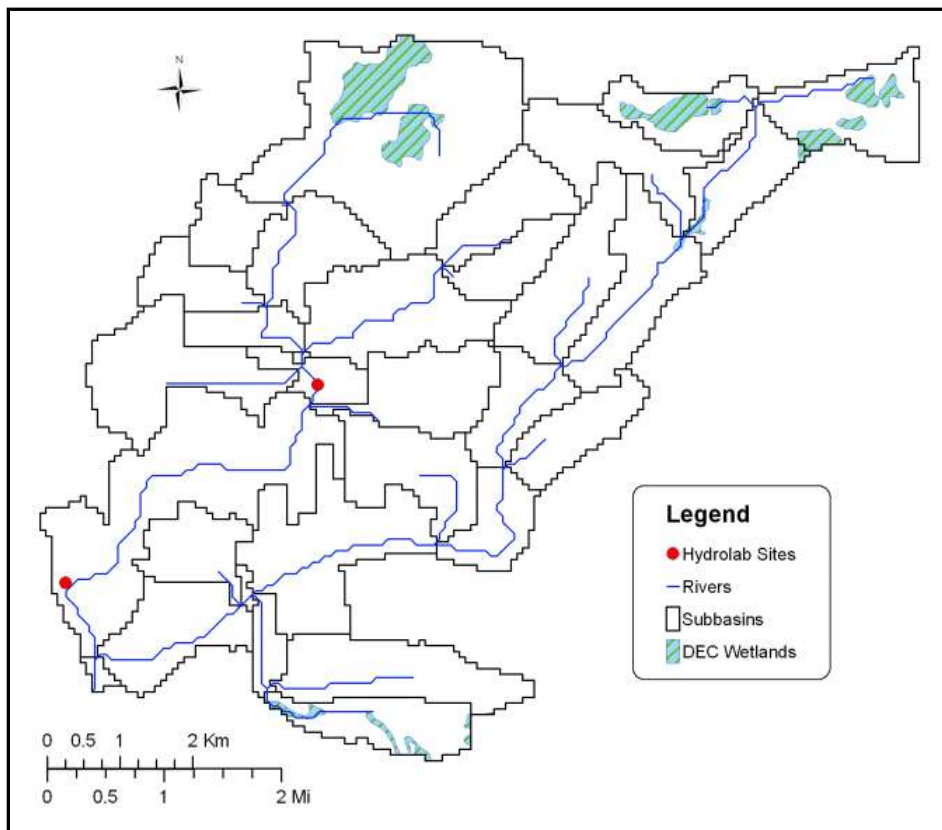 N
Legend
Hydrolab Sites
Rivers
Subbasins
DEC Wetlands
0 0.5 1 2 Km
0 0.5 1 2 Mi